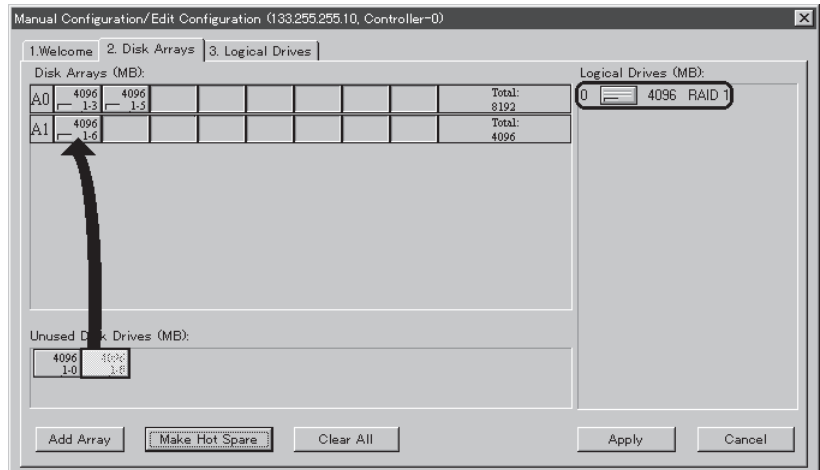 Manual Configuration/Edit Configuration (133.255.255.10, Controller-0)
1.Welcome 2. Disk Arrays 3. Logical Drives
Disk Arrays (MB):
A0 4096 1-3 4096 1-5 Total: 8192
A1 4096 1-6 Total: 4096
Logical Drives (MB):
0 4096 RAID 1
Unused Drives (MB):
4096 1-0 4096
Add Array Make Hot Spare Clear All Apply Cancel